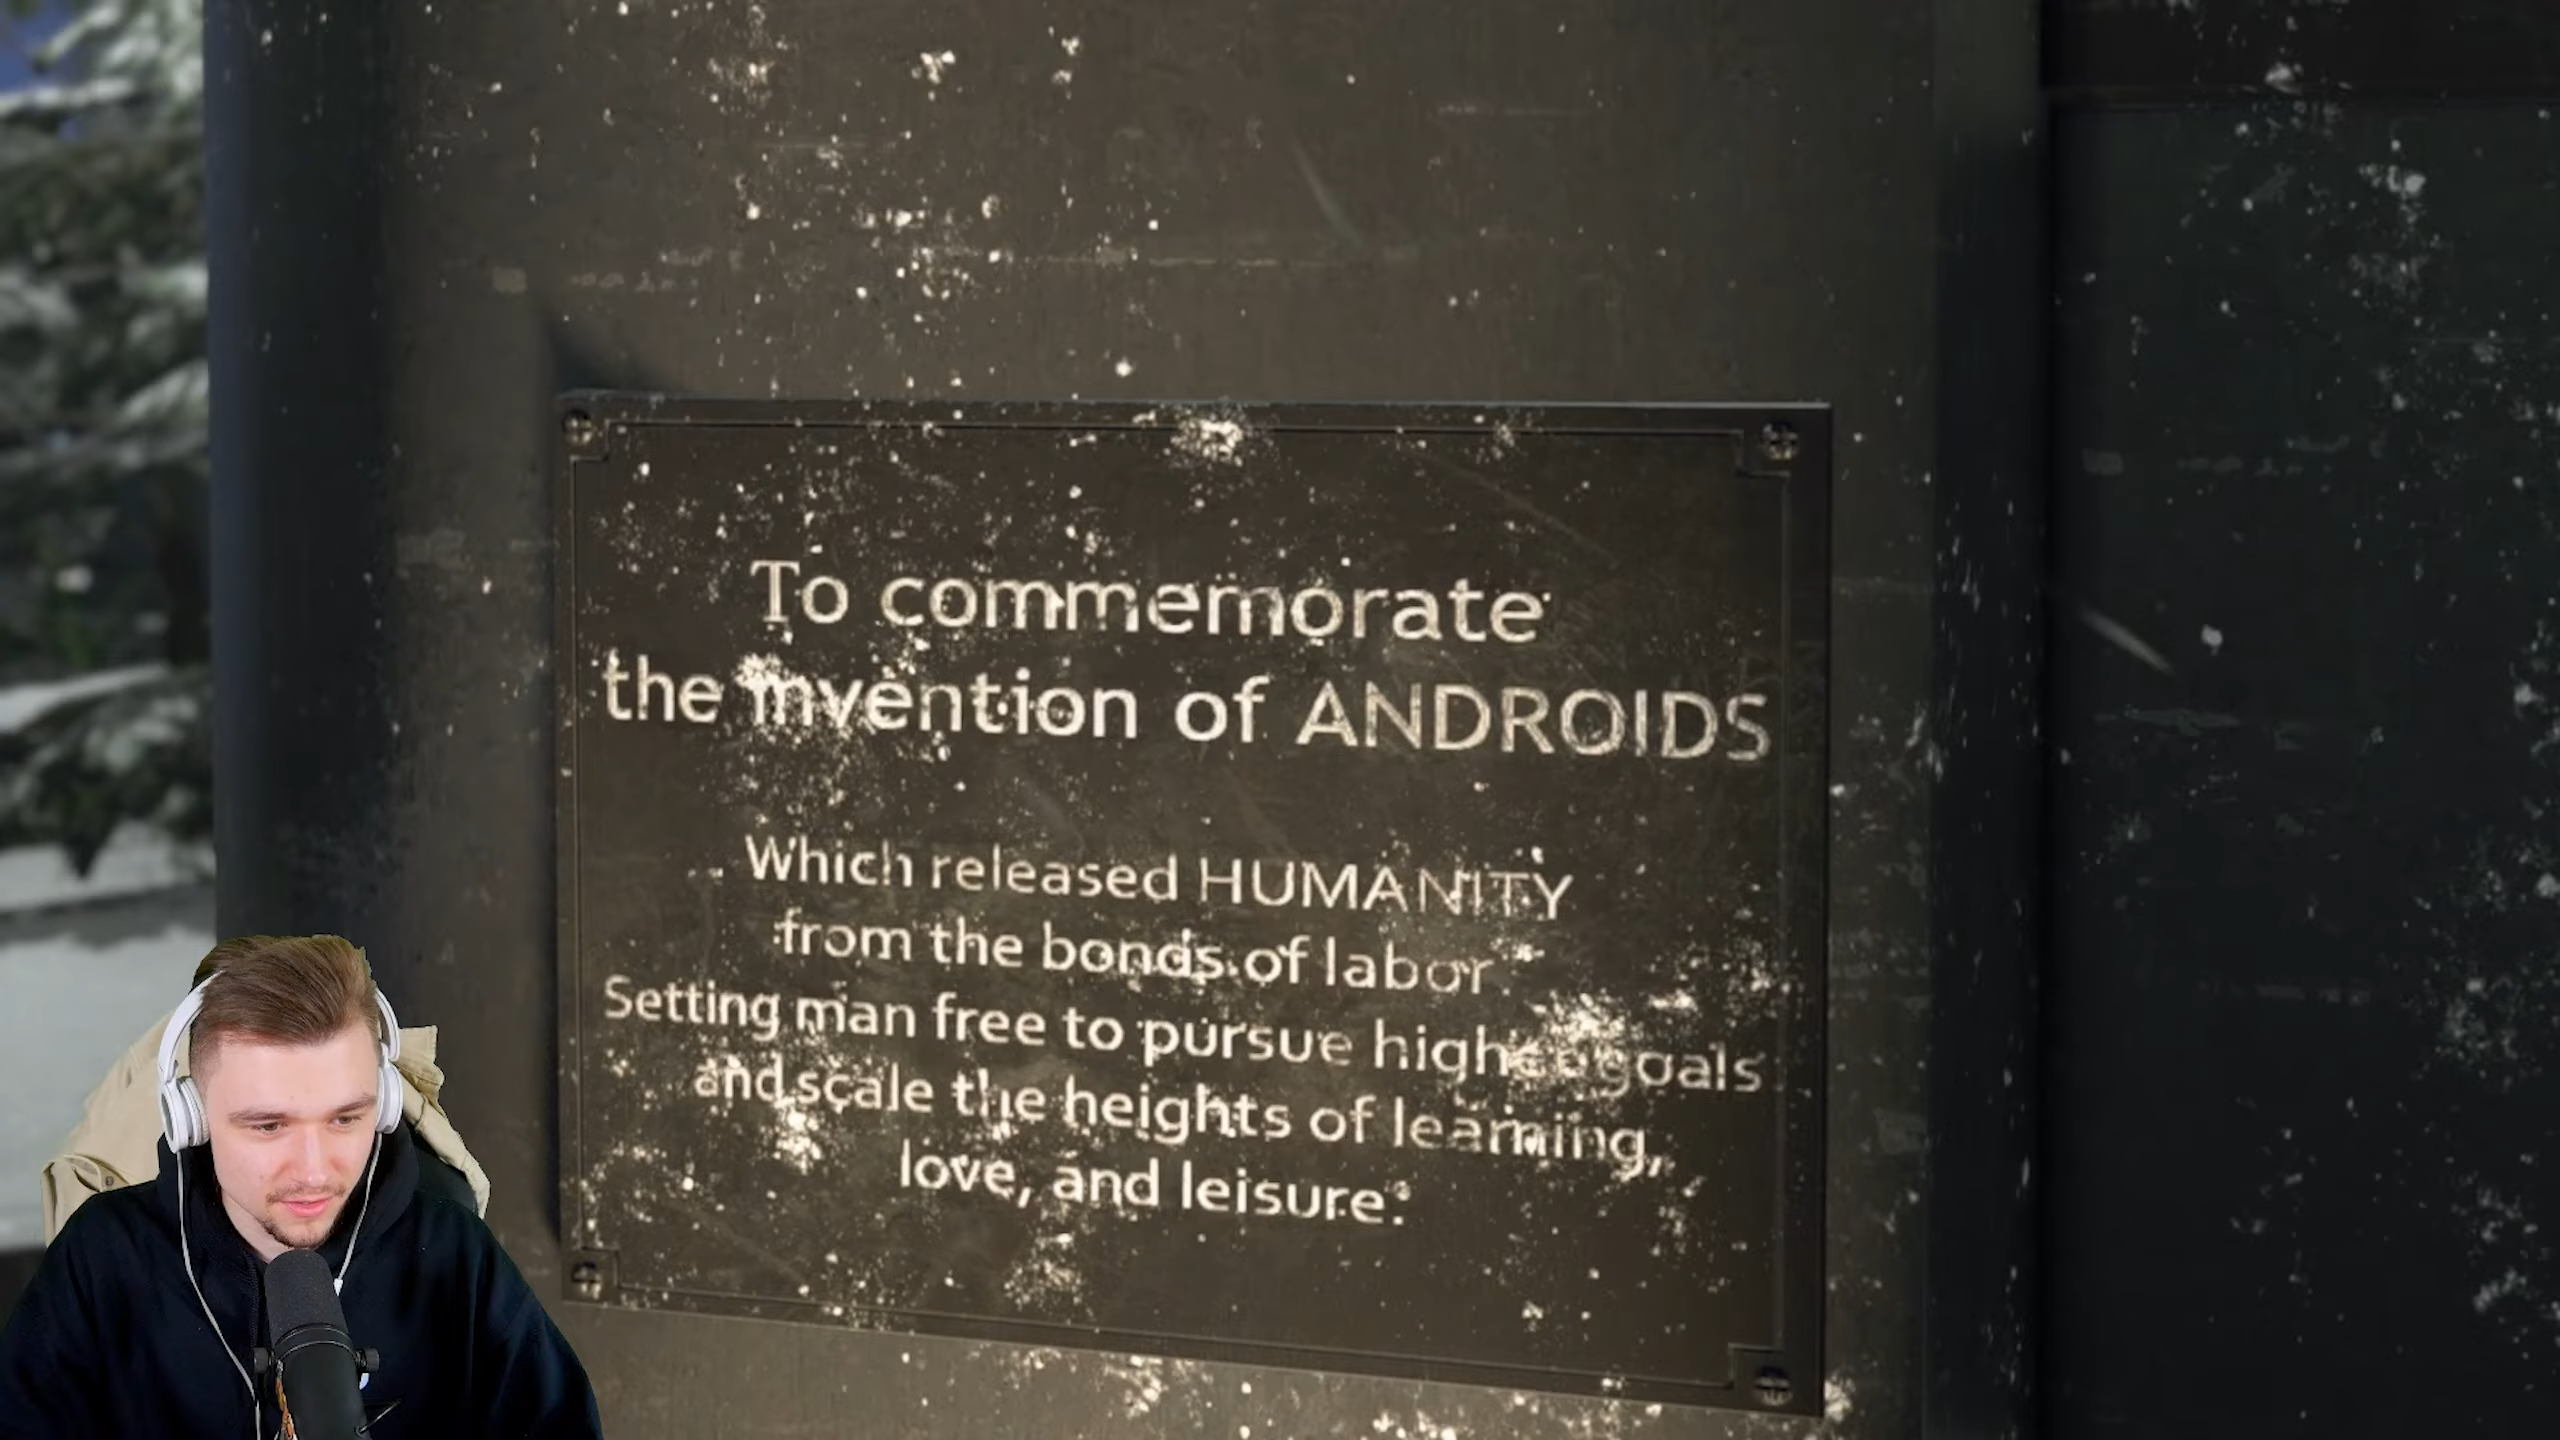 To commemorate
the invention of ANDROIDS
Which released HUMANITY
from the bonds of labor.
Setting man free to pursue higher goals
and scale the heights of learning,
love, and leisure.